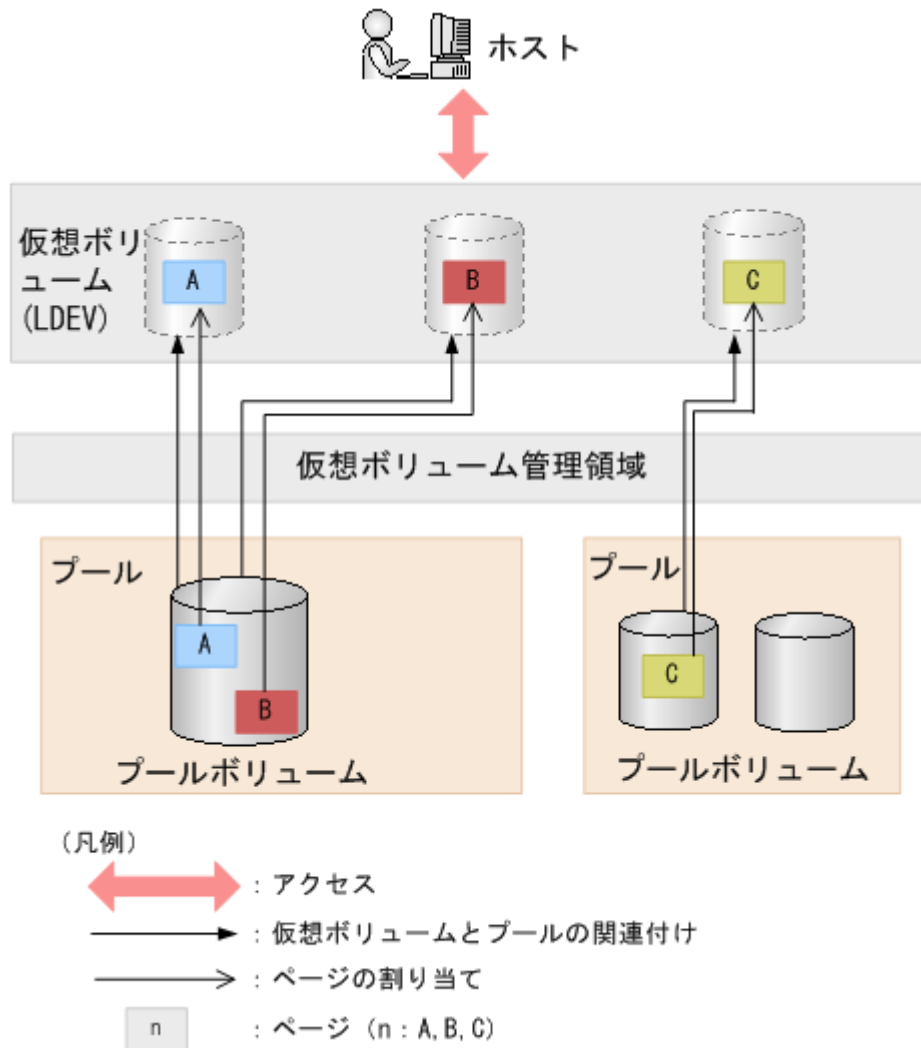 ホスト
仮想ボリ
ューム
(LDEV)
A
B
C
仮想ボリューム管理領域
プール
A
B
プールボリューム
プール
C
プールボリューム
(凡例)
: アクセス
: 仮想ボリュームとプールの関連付け
: ページの割り当て
n
: ページ (n : A, B, C)